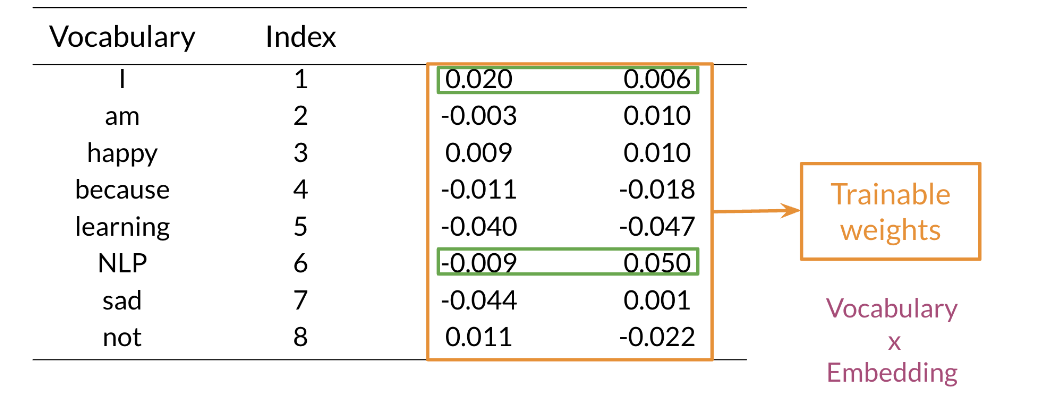 Vocabulary Index
I 1 0.020 0.006
am 2 -0.003 0.010
happy 3 0.009 0.010
because 4 -0.011 -0.018
learning 5 -0.040 -0.047
NLP 6 -0.009 0.050
sad 7 -0.044 0.001
not 8 0.011 -0.022
Trainable
weights
Vocabulary
x
Embedding